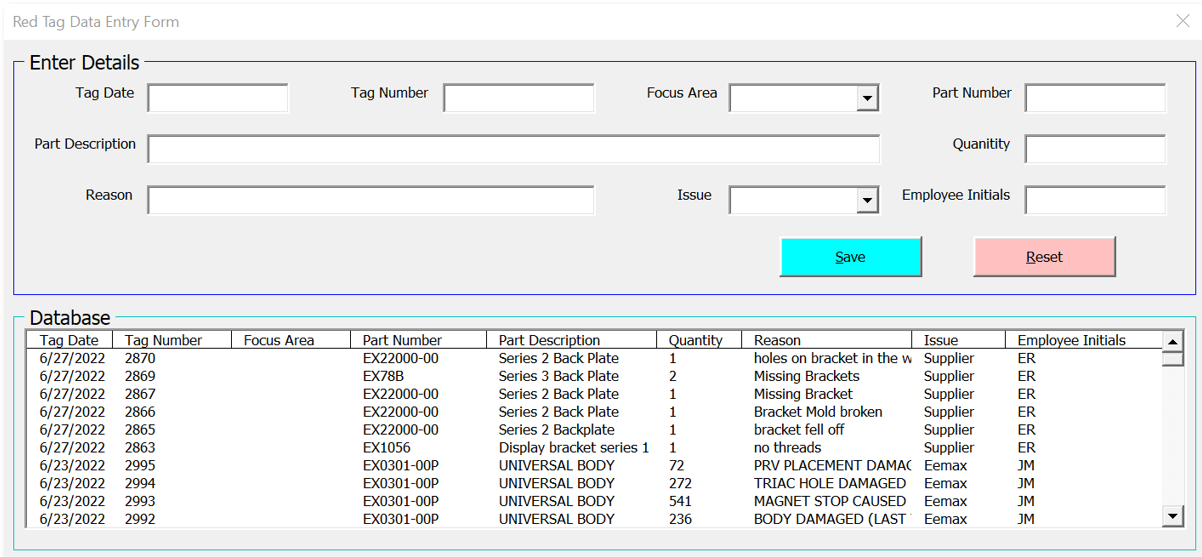 Red Tag Data Entry Form
Enter Details
Tag Date Tag Number Focus Area Part Number
Part Description Quanitity
Reason Issue Employee Initials
Save Reset
Database
Tag Date Tag Number Focus Area Part Number Part Description Quantity Reason Issue Employee Initials
6/27/2022 2870 EX22000-00 Series 2 Back Plate 1 holes on bracket in the w Supplier ER
6/27/2022 2869 EX78B Series 3 Back Plate 2 Missing Brackets Supplier ER
6/27/2022 2867 EX22000-00 Series 2 Back Plate 1 Missing Bracket Supplier ER
6/27/2022 2866 EX22000-00 Series 2 Back Plate 1 Bracket Mold broken Supplier ER
6/27/2022 2865 EX22000-00 Series 2 Backplate 1 bracket fell off Supplier ER
6/27/2022 2863 EX1056 Display bracket series 1 1 no threads Supplier ER
6/23/2022 2995 EX0301-00P UNIVERSAL BODY 72 PRV PLACEMENT DAMAG Eemax JM
6/23/2022 2994 EX0301-00P UNIVERSAL BODY 272 TRIAC HOLE DAMAGED Eemax JM
6/23/2022 2993 EX0301-00P UNIVERSAL BODY 541 MAGNET STOP CAUSED Eemax JM
6/23/2022 2992 EX0301-00P UNIVERSAL BODY 236 BODY DAMAGED (LAST Eemax JM